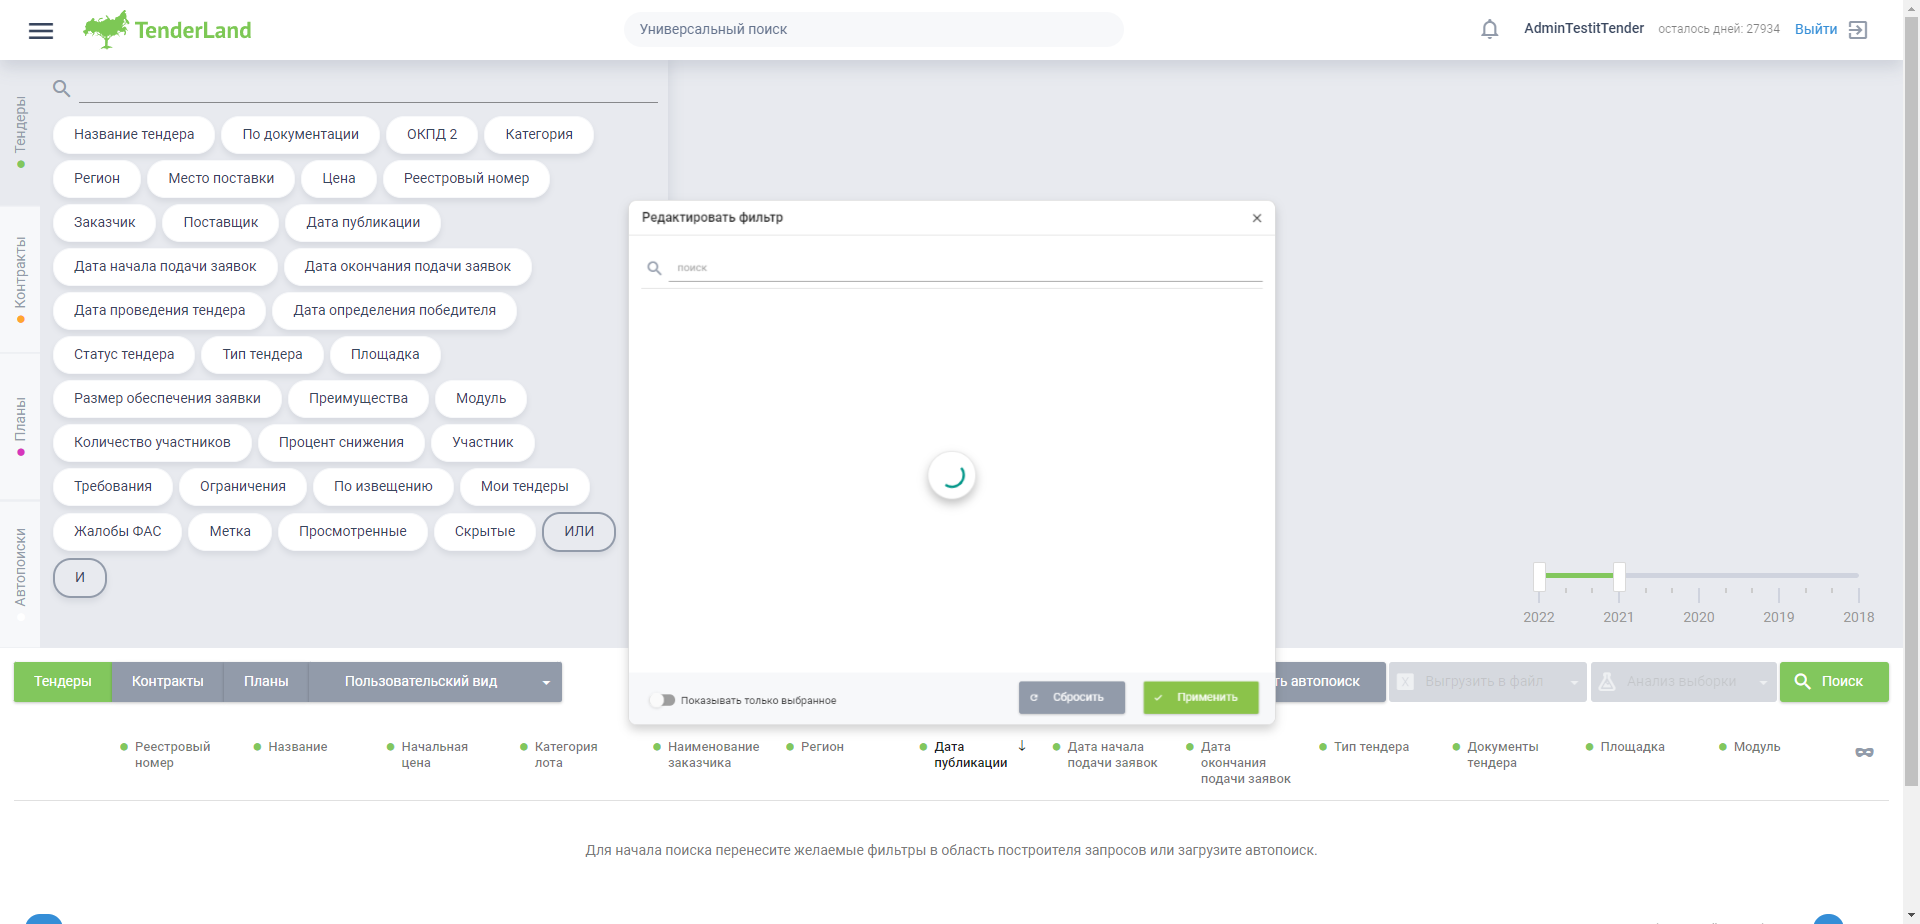 TenderLand
Универсальный поиск
AdminTestitTender
осталось дней: 27934
Выйти
Тендеры
Контракты
Планы
Автопоиски
Название тендера
По документации
ОКПД 2
Категория
Регион
Место поставки
Цена
Реестровый номер
Заказчик
Поставщик
Дата публикации
Дата начала подачи заявок
Дата окончания подачи заявок
Дата проведения тендера
Дата определения победителя
Статус тендера
Тип тендера
Площадка
Размер обеспечения заявки
Преимущества
Модуль
Количество участников
Процент снижения
Участник
Требования
Ограничения
По извещению
Мои тендеры
Жалобы ФАС
Метка
Просмотренные
Скрытые
ИЛИ
И
Редактировать фильтр
поиск
Показывать только выбранное
Сбросить
Применить
2022
2021
2020
2019
2018
Тендеры
Контракты
Планы
Пользовательский вид
ть автопоиск
Выгрузить в файл
Анализ выборки
Поиск
Реестровый
номер
Название
Начальная
цена
Категория
лота
Наименование
заказчика
Регион
Дата
публикации
Дата начала
подачи заявок
Дата
окончания
подачи заявок
Тип тендера
Документы
тендера
Площадка
Модуль
Для начала поиска перенесите желаемые фильтры в область построителя запросов или загрузите автопоиск.